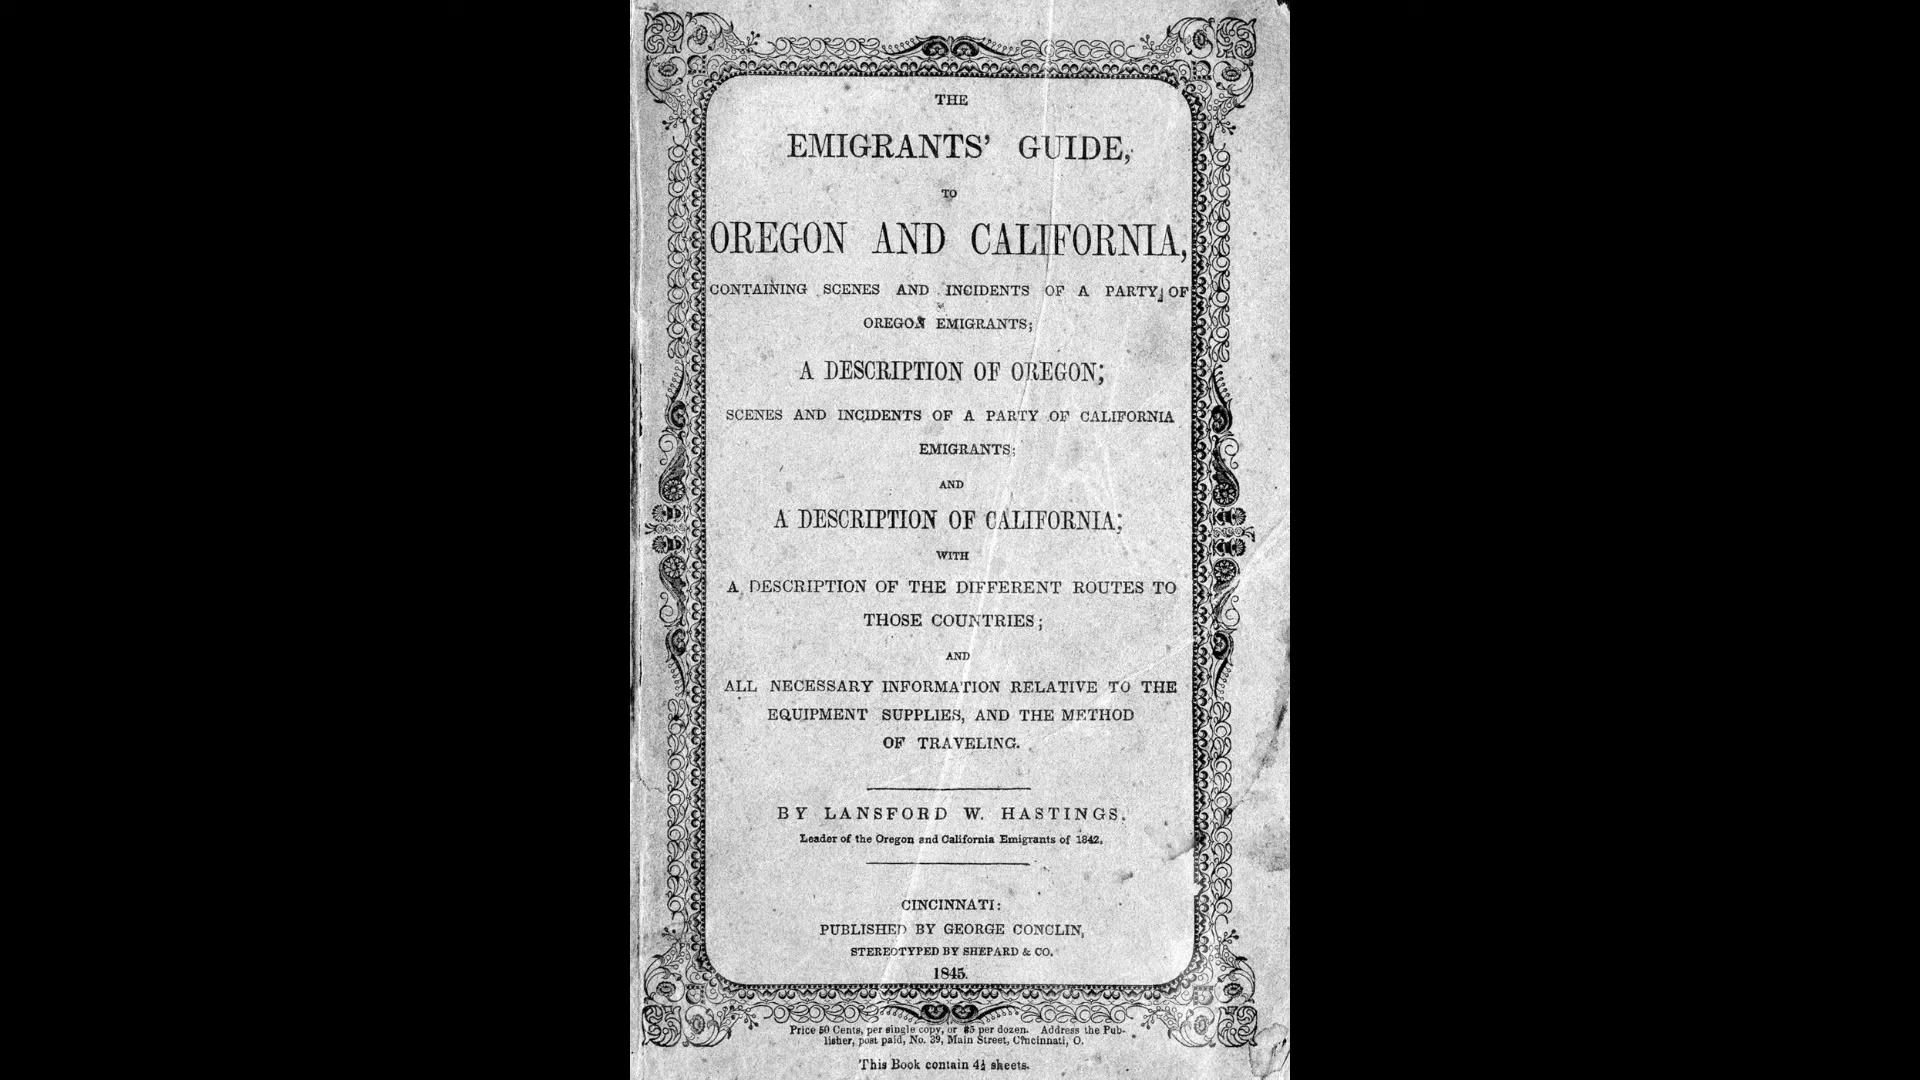 THE
EMIGRANTS' GUIDE,
TO
OREGON AND CALIFORNIA,
CONTAINING SCENES AND INCIDENTS OF A PARTY OF
OREGON EMIGRANTS;
A DESCRIPTION OF OREGON;
SCENES AND INCIDENTS OF A PARTY OF CALIFORNIA
EMIGRANTS;
AND
A DESCRIPTION OF CALIFORNIA;
WITH
A DESCRIPTION OF THE DIFFERENT ROUTES TO
THOSE COUNTRIES;
AND
ALL NECESSARY INFORMATION RELATIVE TO THE
EQUIPMENT SUPPLIES, AND THE METHOD
OF TRAVELING.
BY LANSFORD W. HASTINGS.
Leader of the Oregon and California Emigrants of 1842.
CINCINNATI:
PUBLISHED BY GEORGE CONCLIN,
STEREOTYPED BY SHEPARD & CO.
1845.
Price 50 Cents, per single copy, or $5 per dozen. Address the Pub-
lisher, post paid, No. 39, Main Street, Cincinnati, O.
This Book contain 4½ sheets.